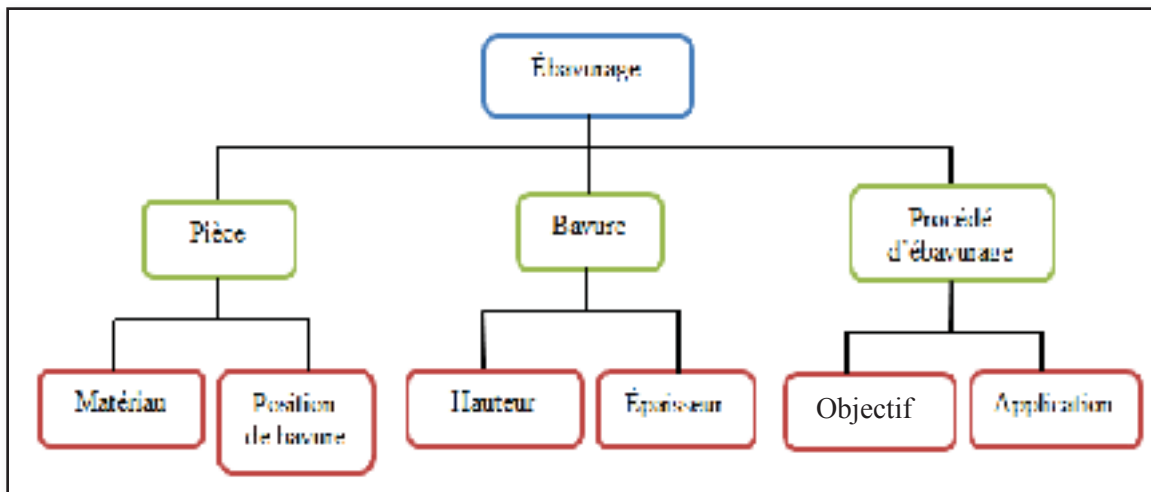 Ébavurage
Pièce
Bavure
Procédé
d'ébavurage
Matériau
Position
de bavure
Hauteur
Épaisseur
Objectif
Application